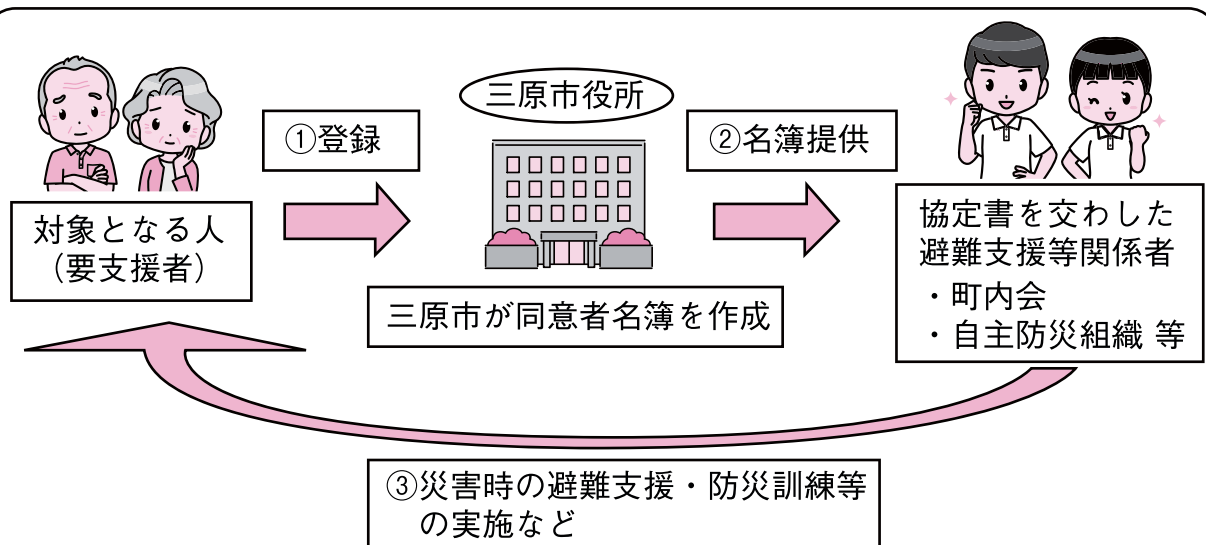 三原市役所
①登録
②名簿提供
対象となる人
（要支援者）
三原市が同意者名簿を作成
協定書を交わした
避難支援等関係者
・町内会
・自主防災組織 等
③災害時の避難支援・防災訓練等
の実施など